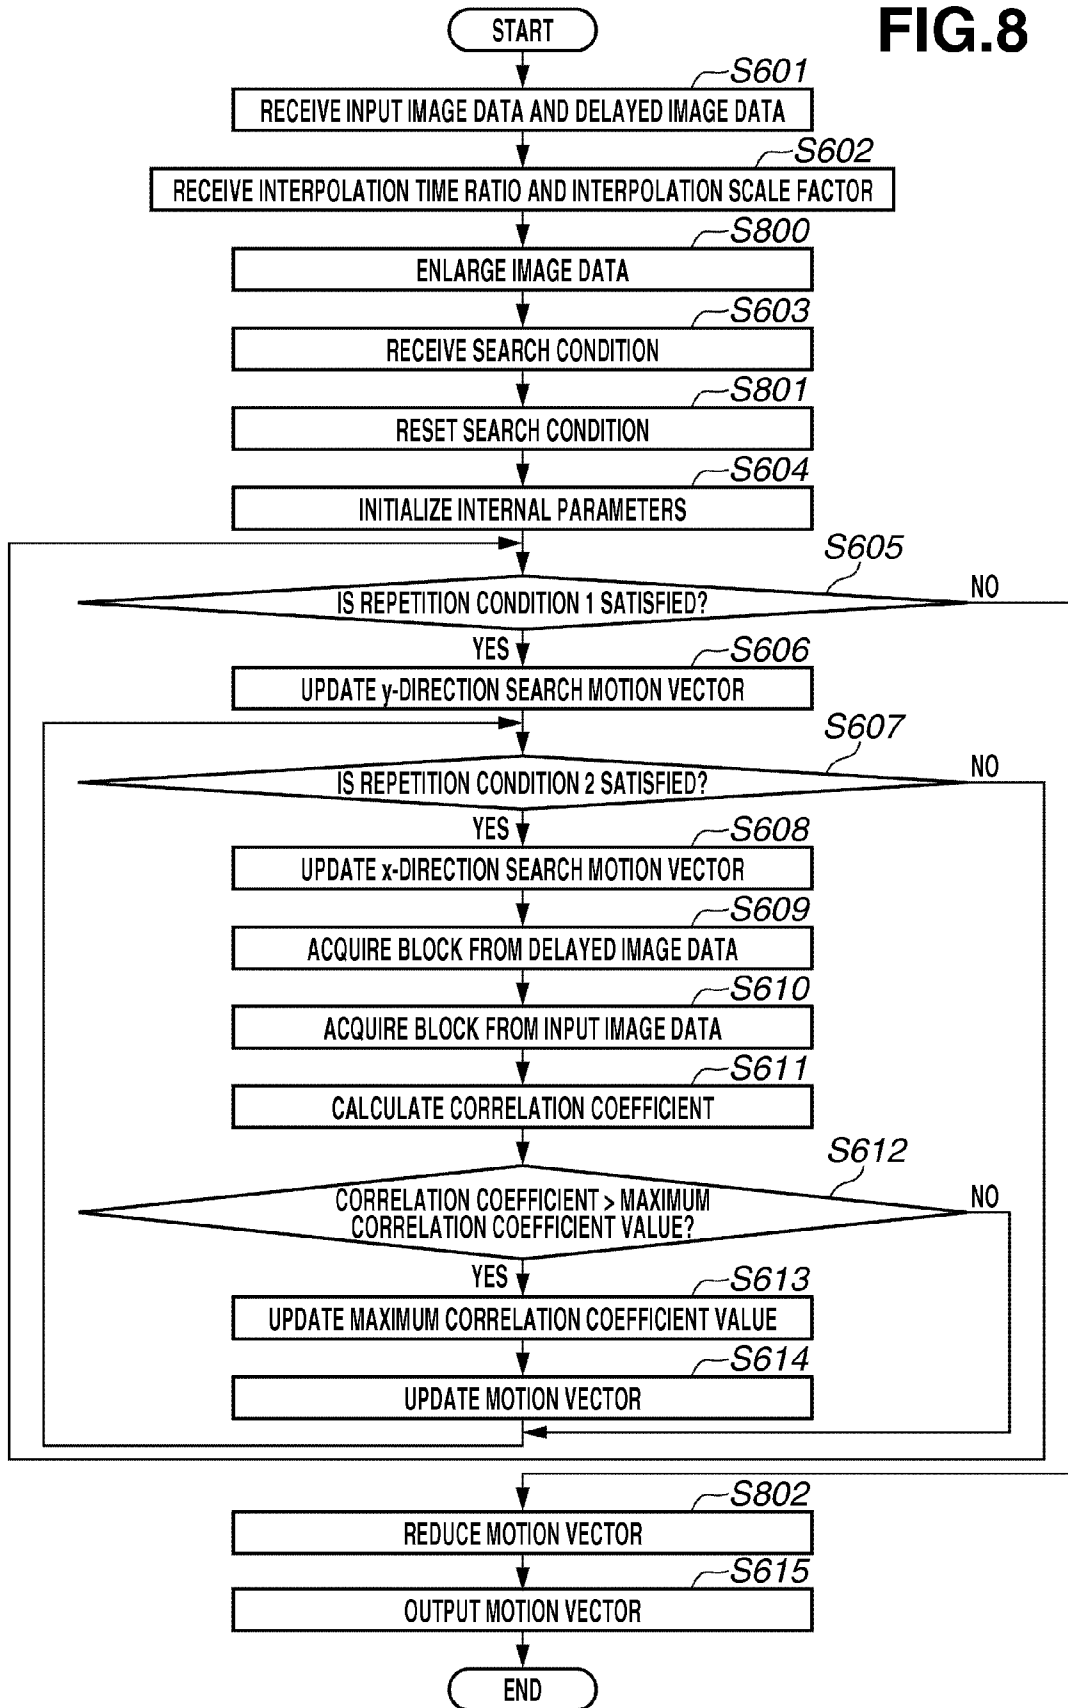 FIG.8
START
S601
RECEIVE INPUT IMAGE DATA AND DELAYED IMAGE DATA
S602
RECEIVE INTERPOLATION TIME RATIO AND INTERPOLATION SCALE FACTOR
S800
ENLARGE IMAGE DATA
S603
RECEIVE SEARCH CONDITION
S801
RESET SEARCH CONDITION
S604
INITIALIZE INTERNAL PARAMETERS
S605
IS REPETITION CONDITION 1 SATISFIED?
NO
YES
S606
UPDATE y-DIRECTION SEARCH MOTION VECTOR
S607
IS REPETITION CONDITION 2 SATISFIED?
NO
YES
S608
UPDATE x-DIRECTION SEARCH MOTION VECTOR
S609
ACQUIRE BLOCK FROM DELAYED IMAGE DATA
S610
ACQUIRE BLOCK FROM INPUT IMAGE DATA
S611
CALCULATE CORRELATION COEFFICIENT
S612
CORRELATION COEFFICIENT > MAXIMUM
CORRELATION COEFFICIENT VALUE?
NO
YES
S613
UPDATE MAXIMUM CORRELATION COEFFICIENT VALUE
S614
UPDATE MOTION VECTOR
S802
REDUCE MOTION VECTOR
S615
OUTPUT MOTION VECTOR
END